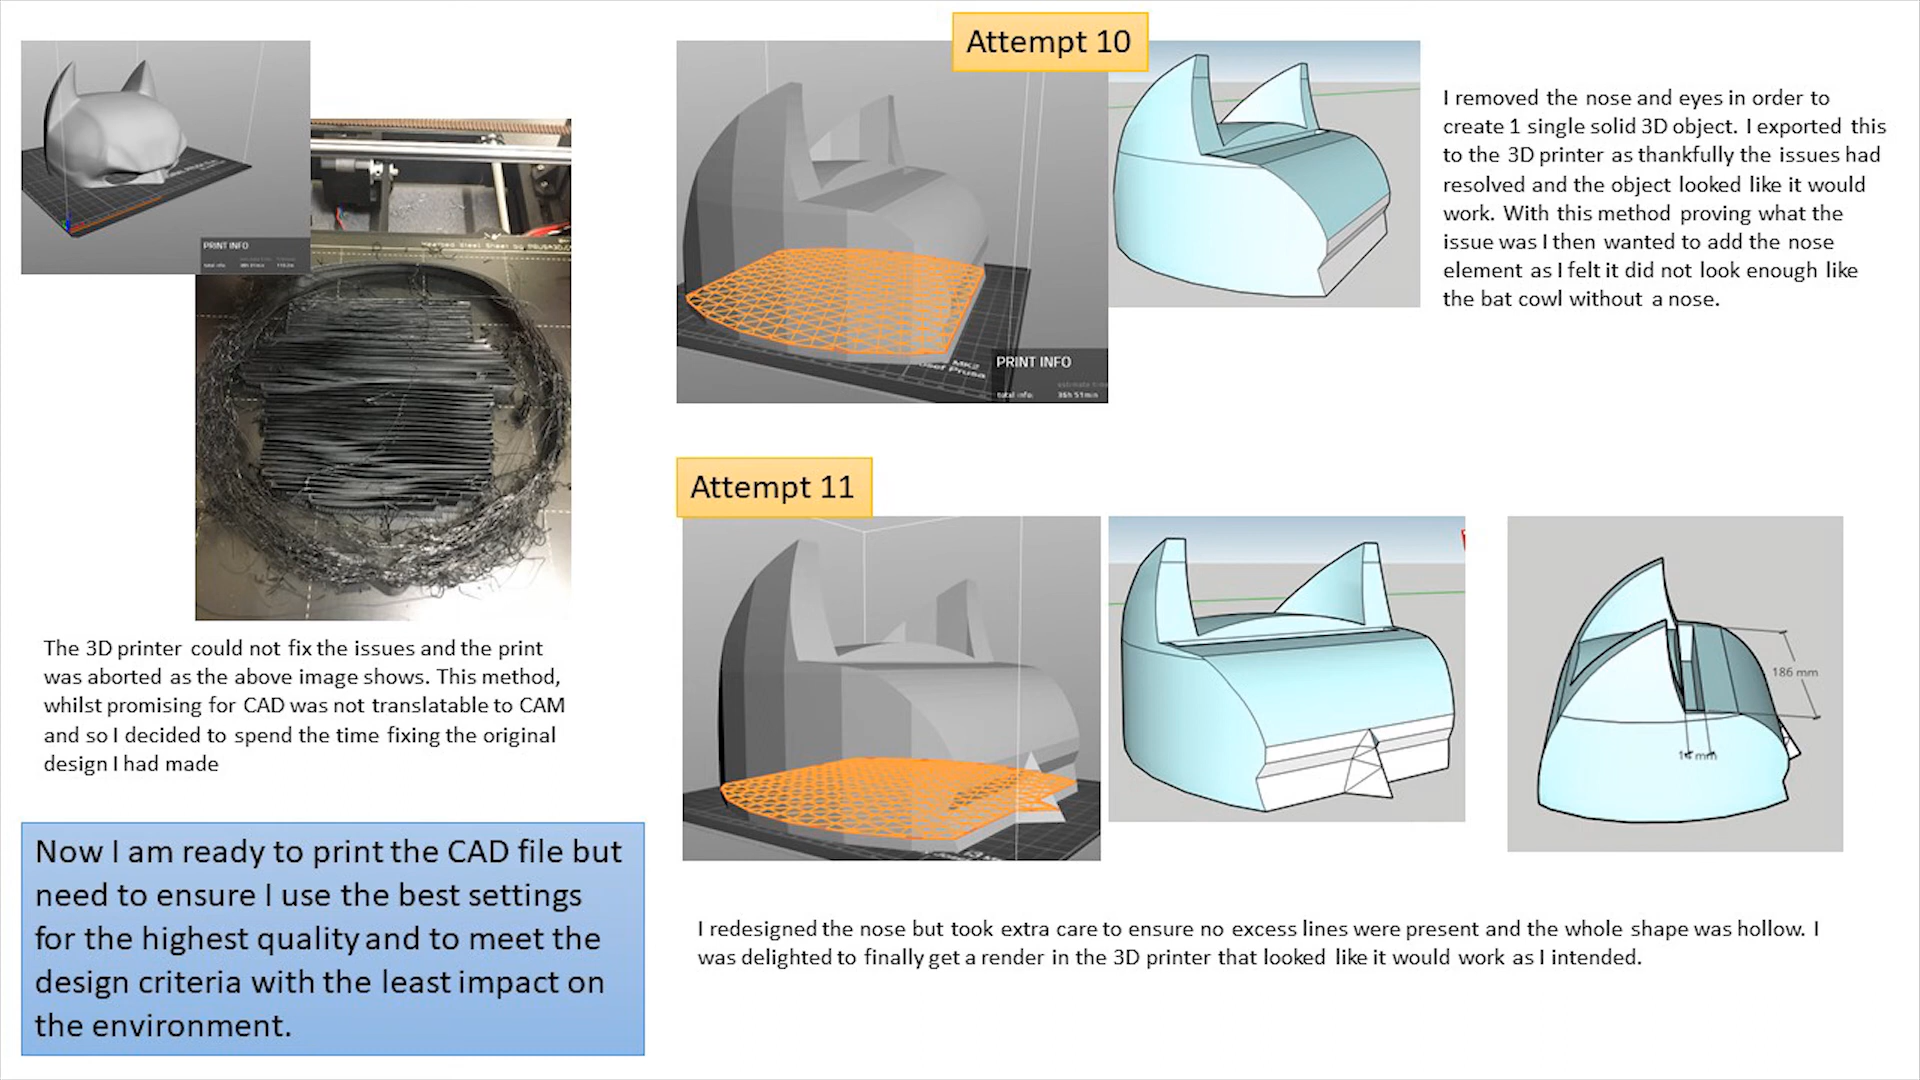 PRINT INFO
The 3D printer could not fix the issues and the print
was aborted as the above image shows. This method,
whilst promising for CAD was not translatable to CAM
and so I decided to spend the time fixing the original
design I had made
Now I am ready to print the CAD file but
need to ensure I use the best settings
for the highest quality and to meet the
design criteria with the least impact on
the environment.
Attempt 10
MK2
Prusa
PRINT INFO
estimate time
total info: 36h 51min
I removed the nose and eyes in order to
create 1 single solid 3D object. I exported this
to the 3D printer as thankfully the issues had
resolved and the object looked like it would
work. With this method proving what the
issue was I then wanted to add the nose
element as I felt it did not look enough like
the bat cowl without a nose.
Attempt 11
186 mm
mm
I redesigned the nose but took extra care to ensure no excess lines were present and the whole shape was hollow. I
was delighted to finally get a render in the 3D printer that looked like it would work as I intended.